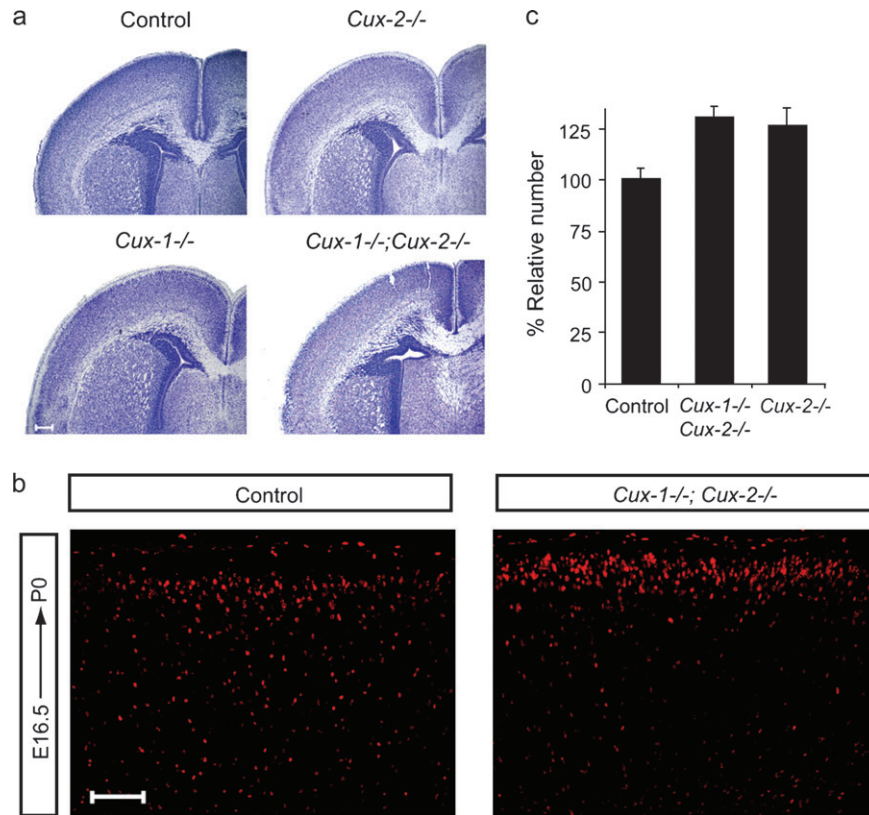 a
Control
Cux-2-/-
Cux-1-/-
Cux-1-/-;Cux-2-/-
c
% Relative number
125
100
75
50
25
0
Control
Cux-1-/-
Cux-2-/-
Cux-2-/-
b
Control
Cux-1-/-; Cux-2-/-
E16.5
P0